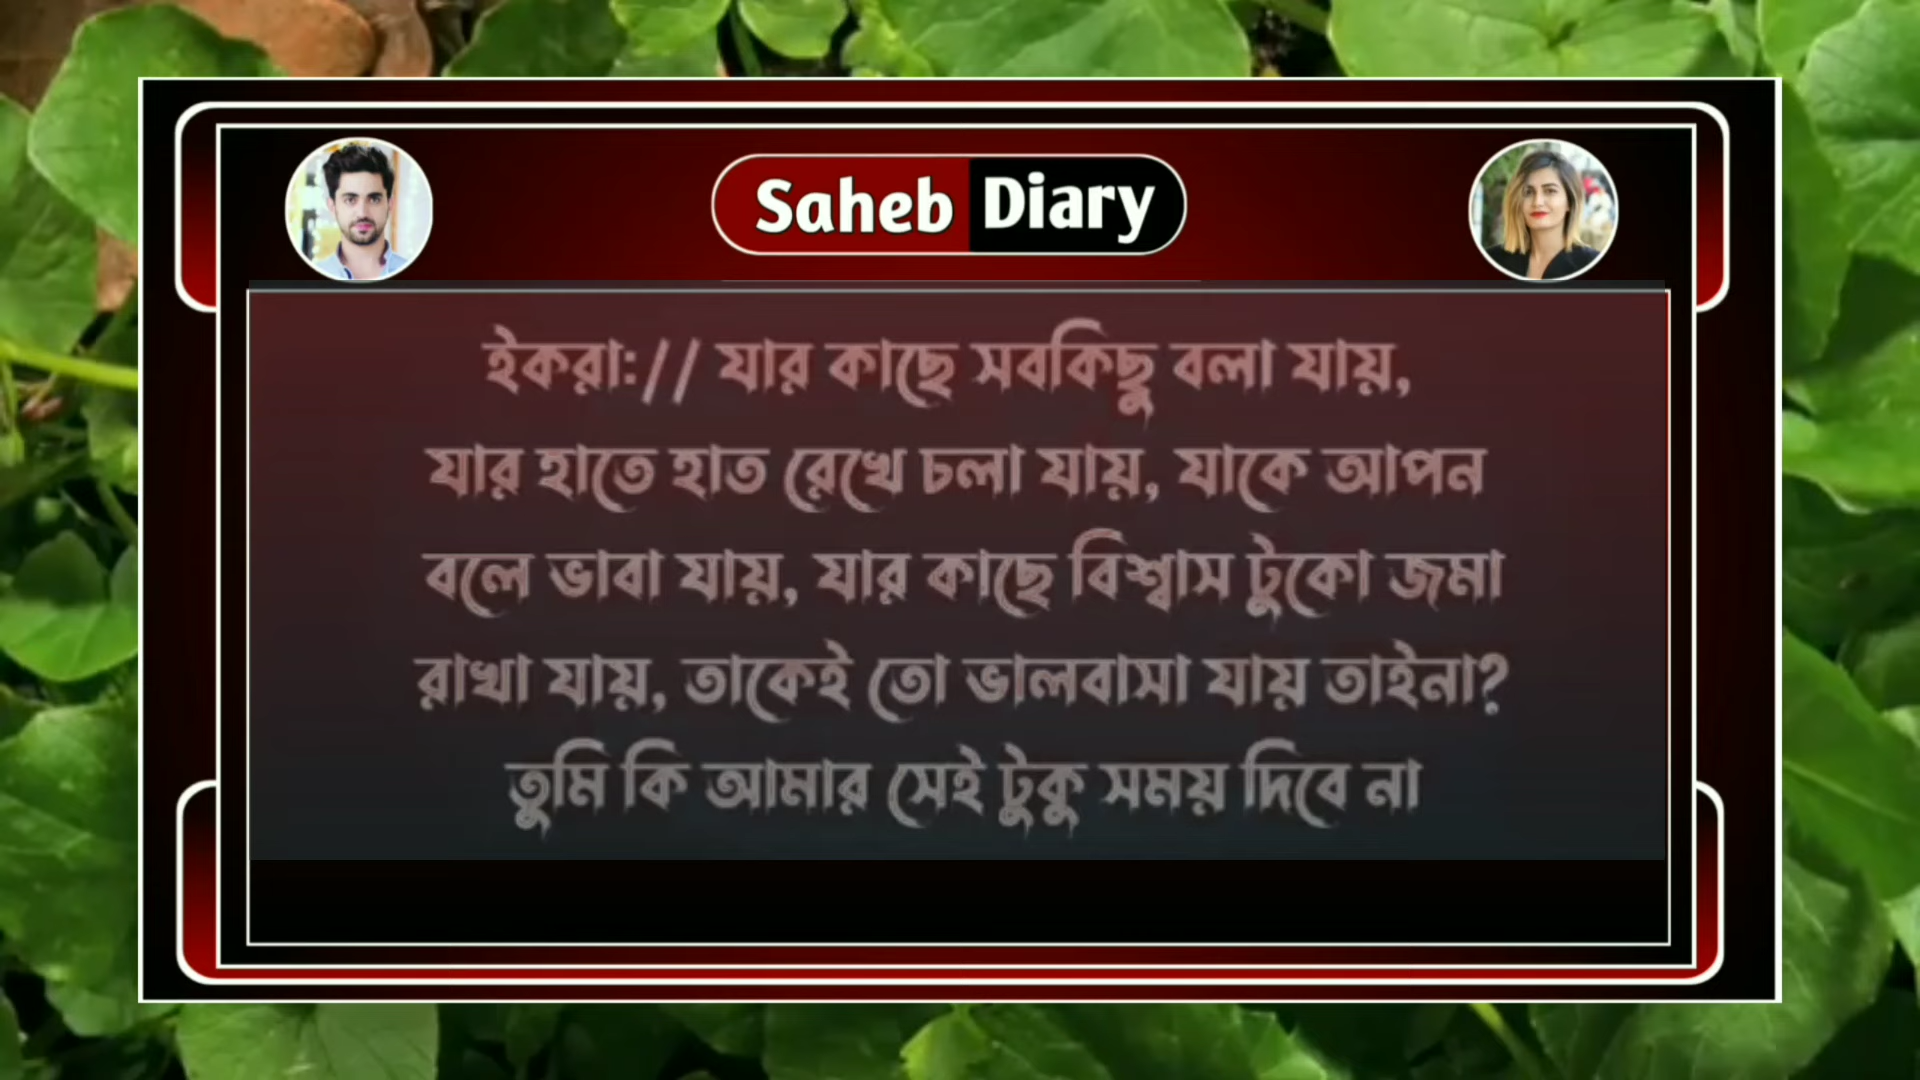 Saheb Diary
ইকরা:// যার কাছে সবকিছু বলা যায়,
যার হাতে হাত রেখে চলা যায়, যাকে আপন
বলে ভাবা যায়, যার কাছে বিশ্বাস টুকো জমা
রাখা যায়, তাকেই তো ভালবাসা যায় তাইনা?
তুমি কি আমার সেই টুকু সময় দিবে না